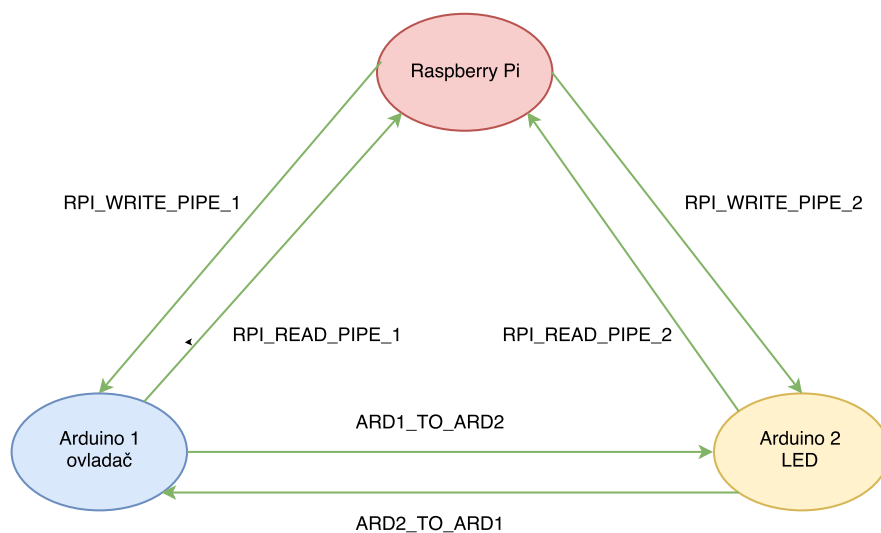 Raspberry Pi
RPI_WRITE_PIPE_1
RPI_WRITE_PIPE_2
RPI_READ_PIPE_1
RPI_READ_PIPE_2
ARD1_TO_ARD2
Arduino 1
ovladač
Arduino 2
LED
ARD2_TO_ARD1